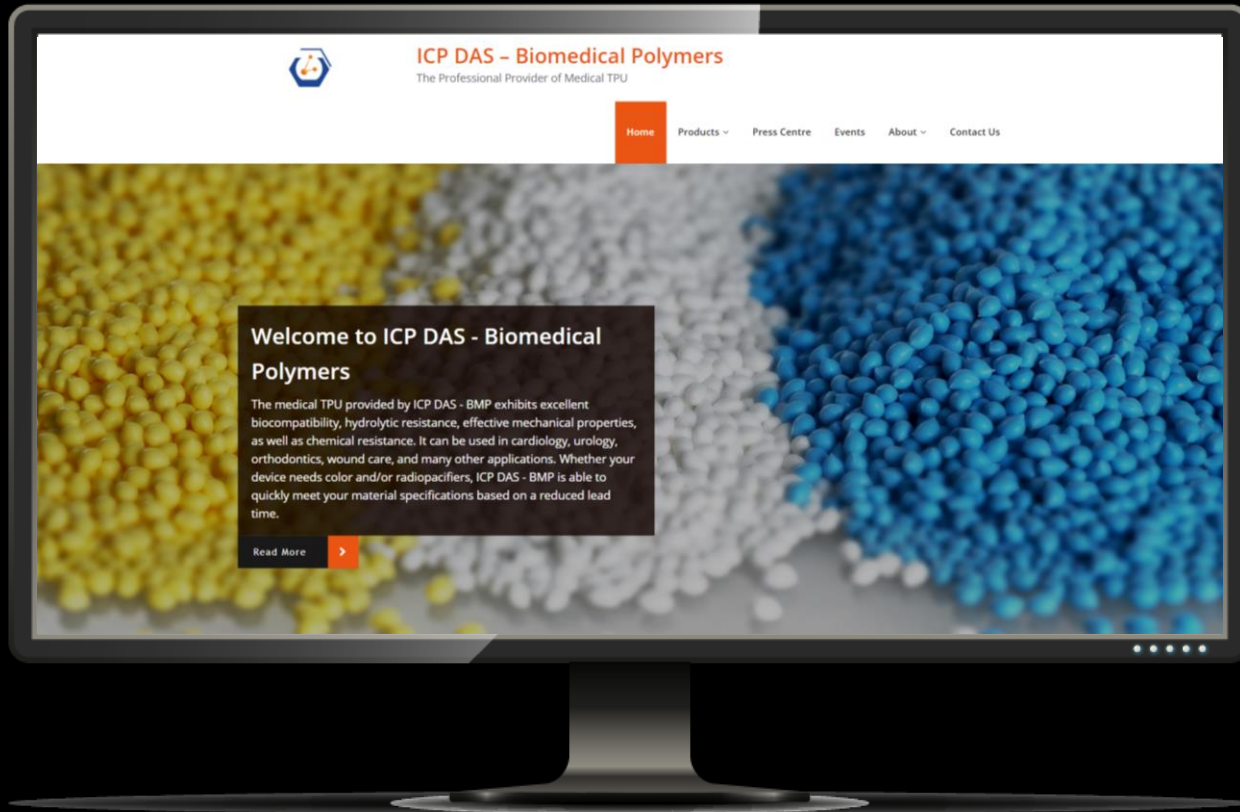 ICP DAS – Biomedical Polymers
The Professional Provider of Medical TPU
Home Products Press Centre Events About Contact Us
Welcome to ICP DAS - Biomedical
Polymers
The medical TPU provided by ICP DAS - BMP exhibits excellent
biocompatibility, hydrolytic resistance, effective mechanical properties,
as well as chemical resistance. It can be used in cardiology, urology,
orthodontics, wound care, and many other applications. Whether your
device needs color and/or radiopacifiers, ICP DAS - BMP is able to
quickly meet your material specifications based on a reduced lead
time.
Read More